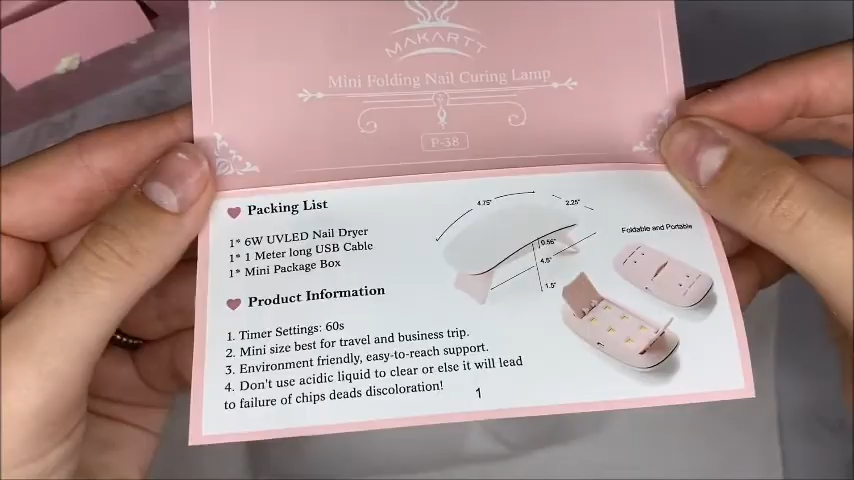 MAKARTT
Mini Folding Nail Curing Lamp
P-38
Packing List
1* 6W UVLED Nail Dryer
1* 1 Meter long USB Cable
1* Mini Package Box
Product Information
1. Timer Settings: 60s
2. Mini size best for travel and business trip.
3. Environment friendly, easy-to-reach support.
4. Don't use acidic liquid to clear or else it will lead
to failure of chips deads discoloration!
4.75"
2.25"
0.56"
4.5"
1.5"
Foldable and Portable
1